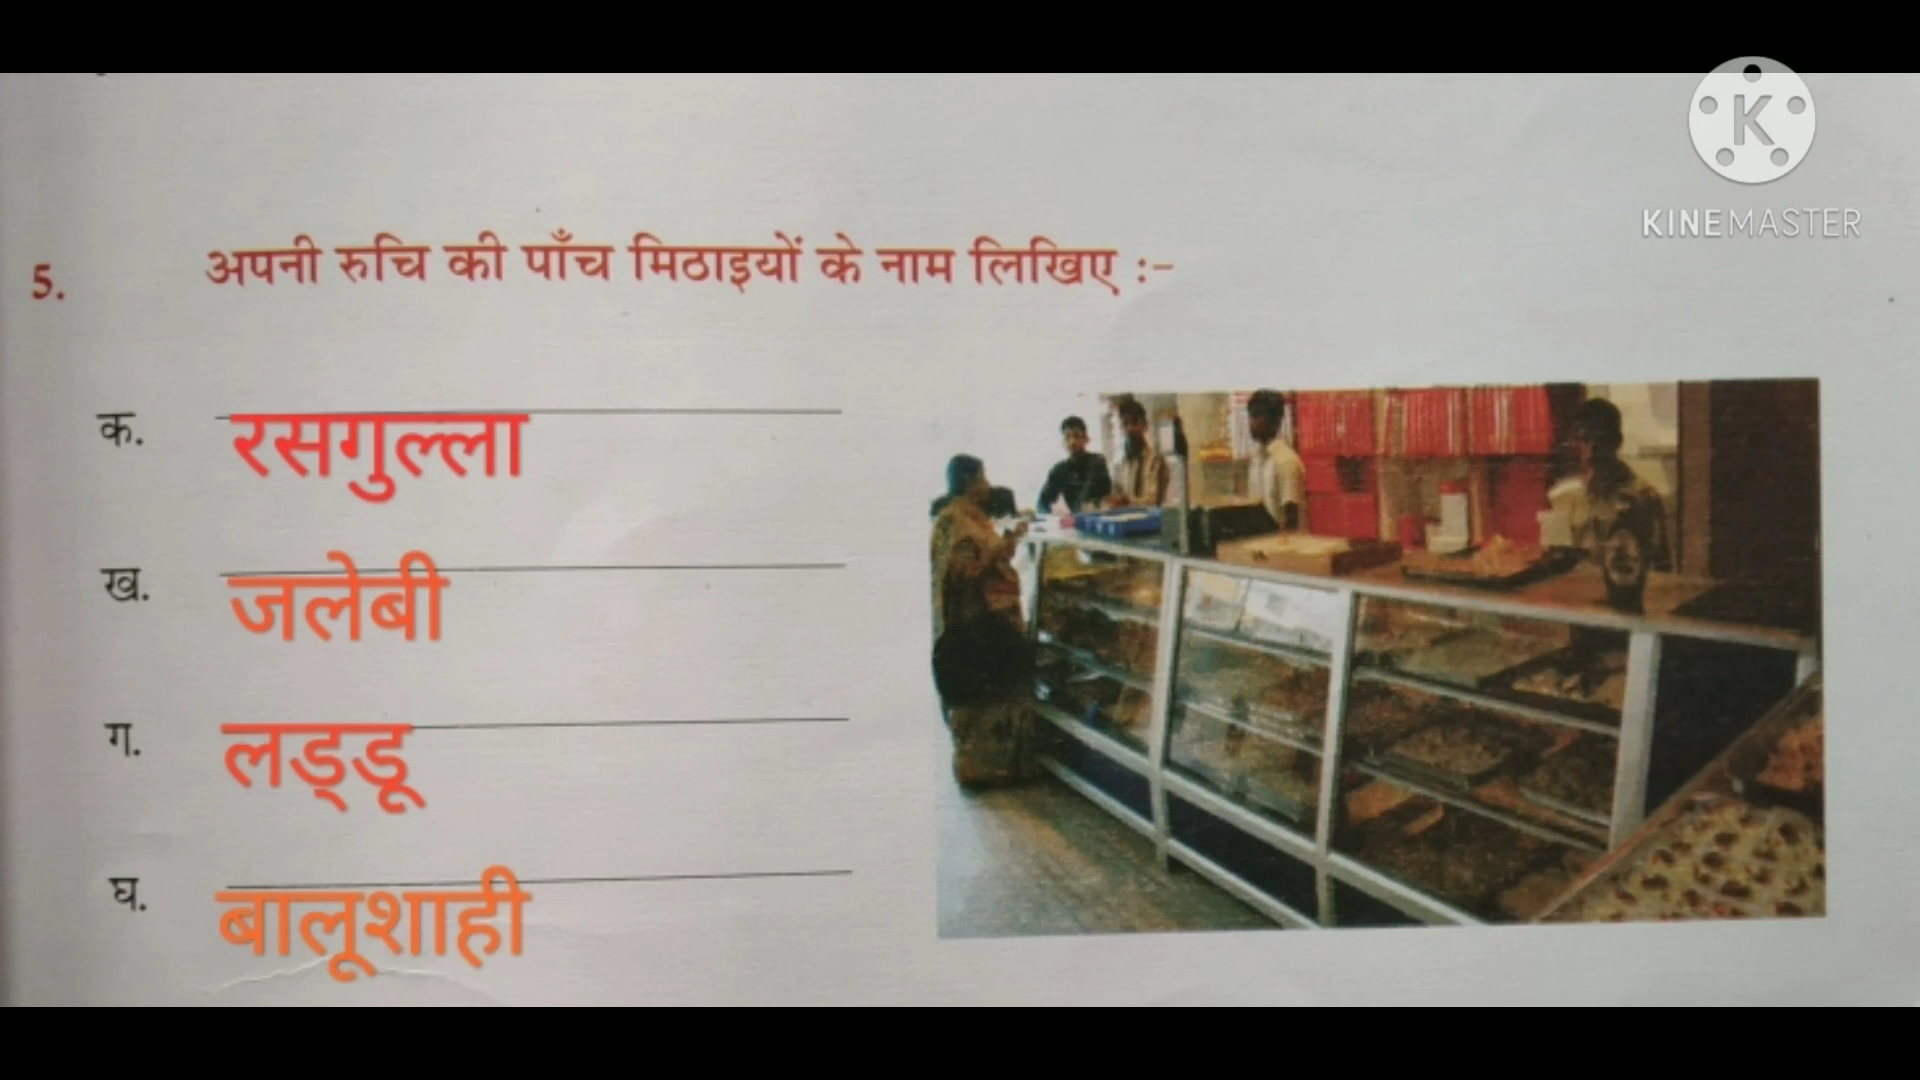 KINEMASTER
5. अपनी रुचि की पाँच मिठाइयों के नाम लिखिए :-
क. रसगुल्ला
ख. जलेबी
ग. लड्डू
घ. बालूशाही